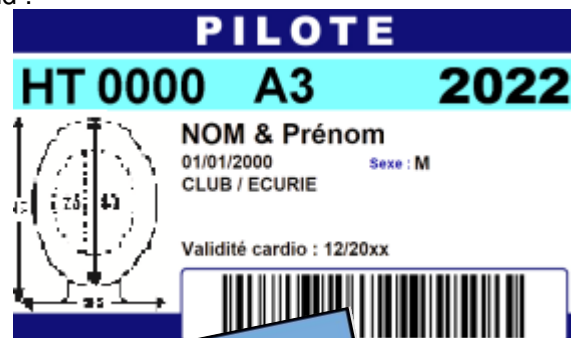 PILOTE
HT 0000 A3 2022
NOM & Prénom
01/01/2000 Sexe : M
CLUB / ECURIE
Validité cardio : 12/20xx